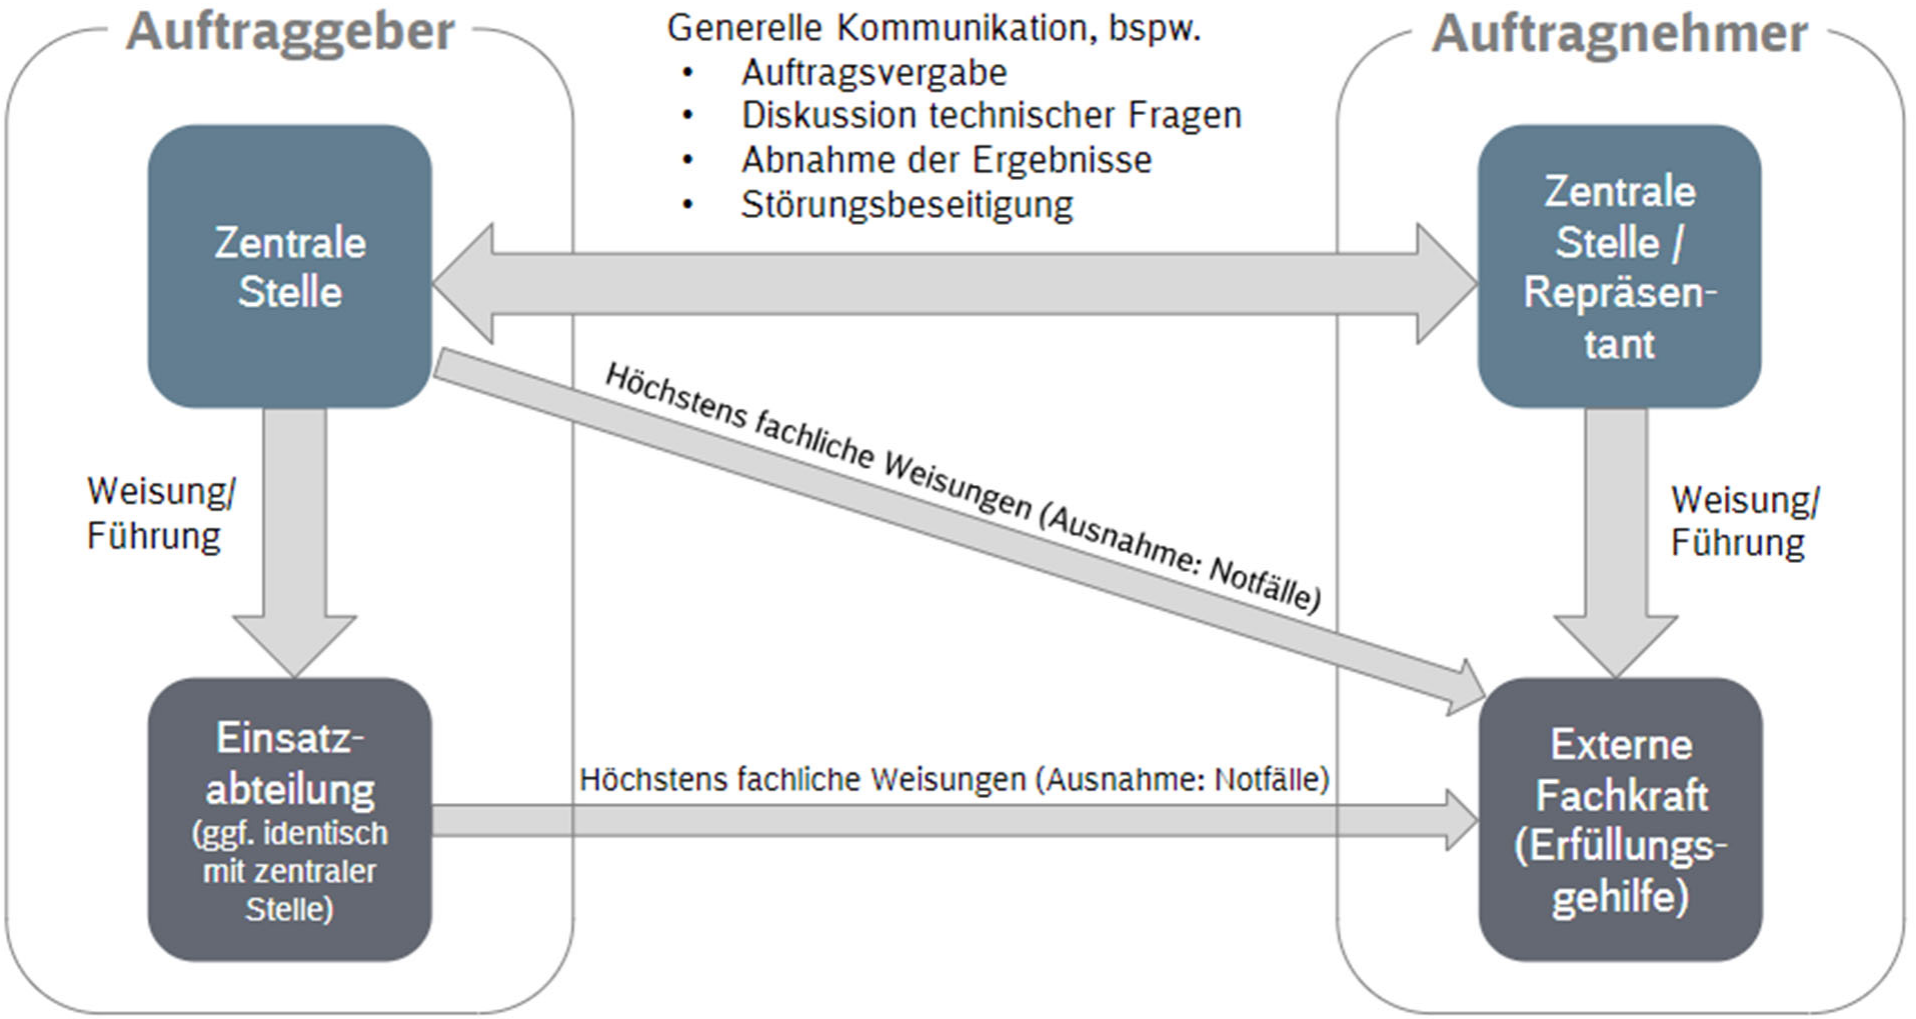 Auftraggeber
Generelle Kommunikation, bspw.
• Auftragsvergabe
• Diskussion technischer Fragen
• Abnahme der Ergebnisse
• Störungsbeseitigung
Auftragnehmer
Zentrale
Stelle
Zentrale
Stelle /
Repräsen-
tant
Höchstens fachliche Weisungen (Ausnahme: Notfälle)
Weisung/
Führung
Weisung/
Führung
Einsatz-
abteilung
(ggf. identisch
mit zentraler
Stelle)
Höchstens fachliche Weisungen (Ausnahme: Notfälle)
Externe
Fachkraft
(Erfüllungs-
gehilfe)